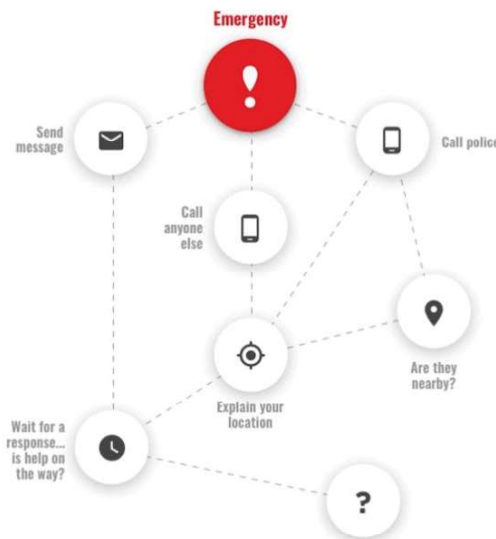 Emergency
!
Send
message
Call police
Call
anyone
else
Are they
nearby?
Explain your
location
Wait for a
response...
is help on
the way?
?